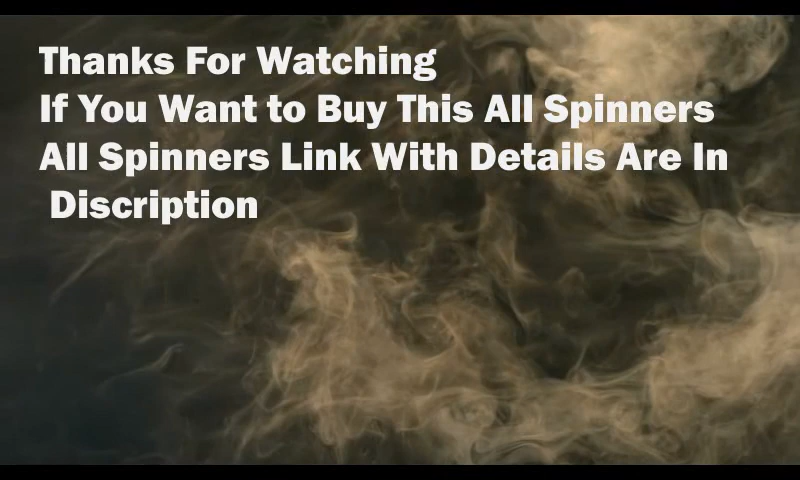 Thanks For Watching
If You Want to Buy This All Spinners
All Spinners Link With Details Are In
Discription